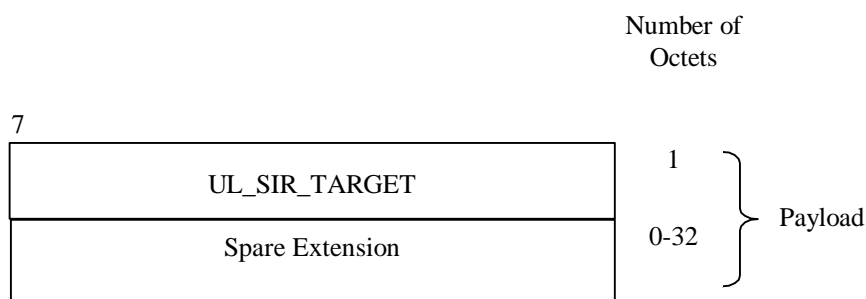 Number of
Octets
7
UL_SIR_TARGET
1
Spare Extension
0-32
Payload